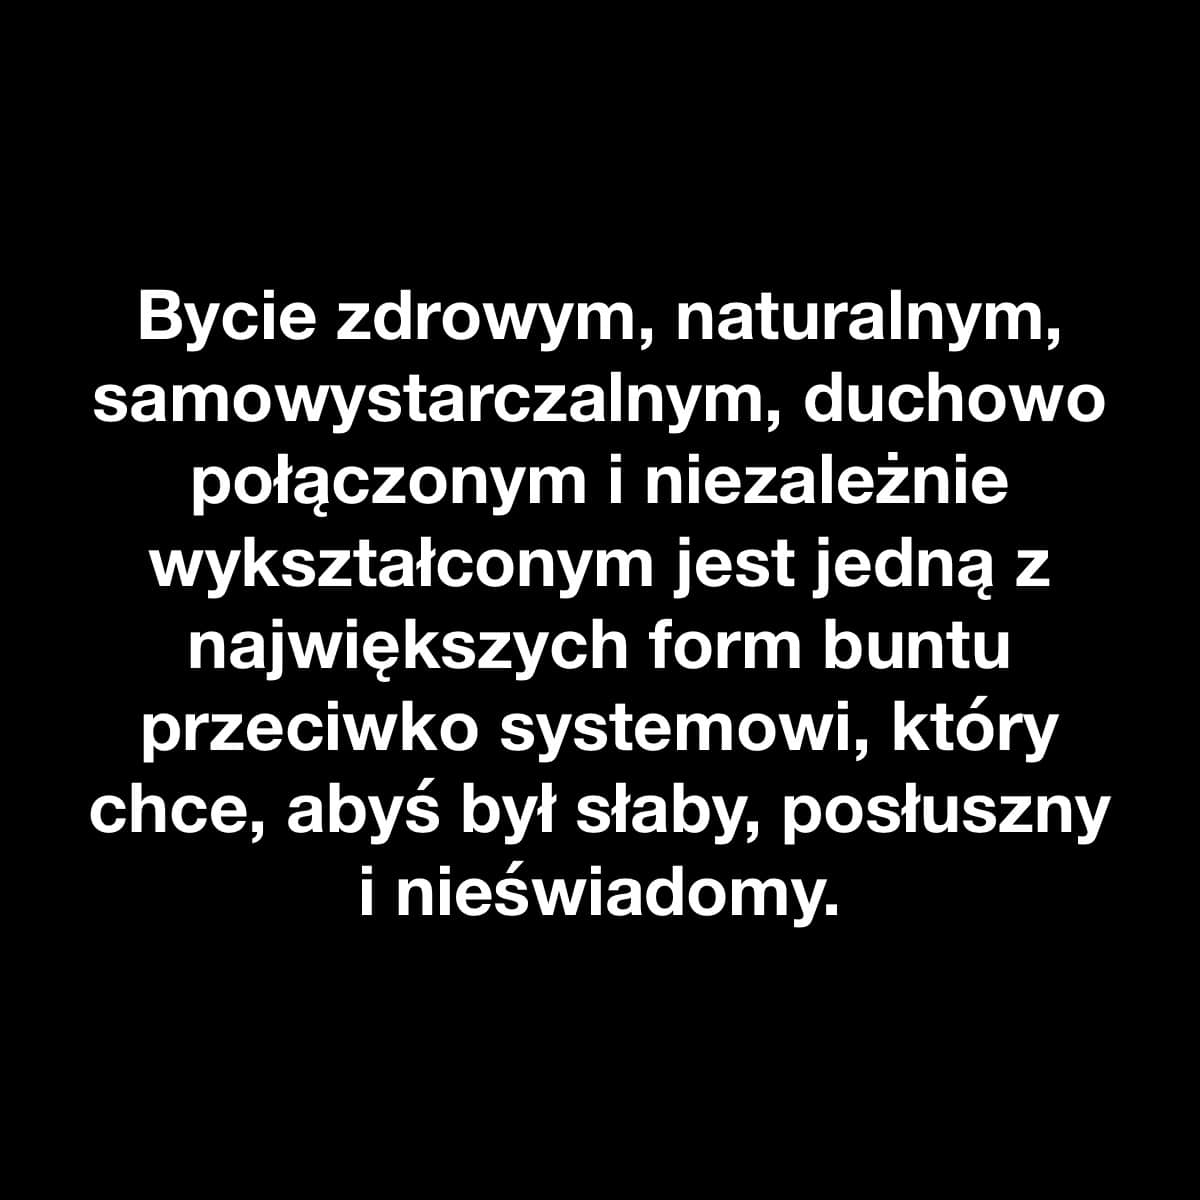 Bycie zdrowym, naturalnym,
samowystarczalnym, duchowo
połączonym i niezależnie
wykształconym jest jedną z
największych form buntu
przeciwko systemowi, który
chce, abyś był słaby, posłuszny
i nieświadomy.